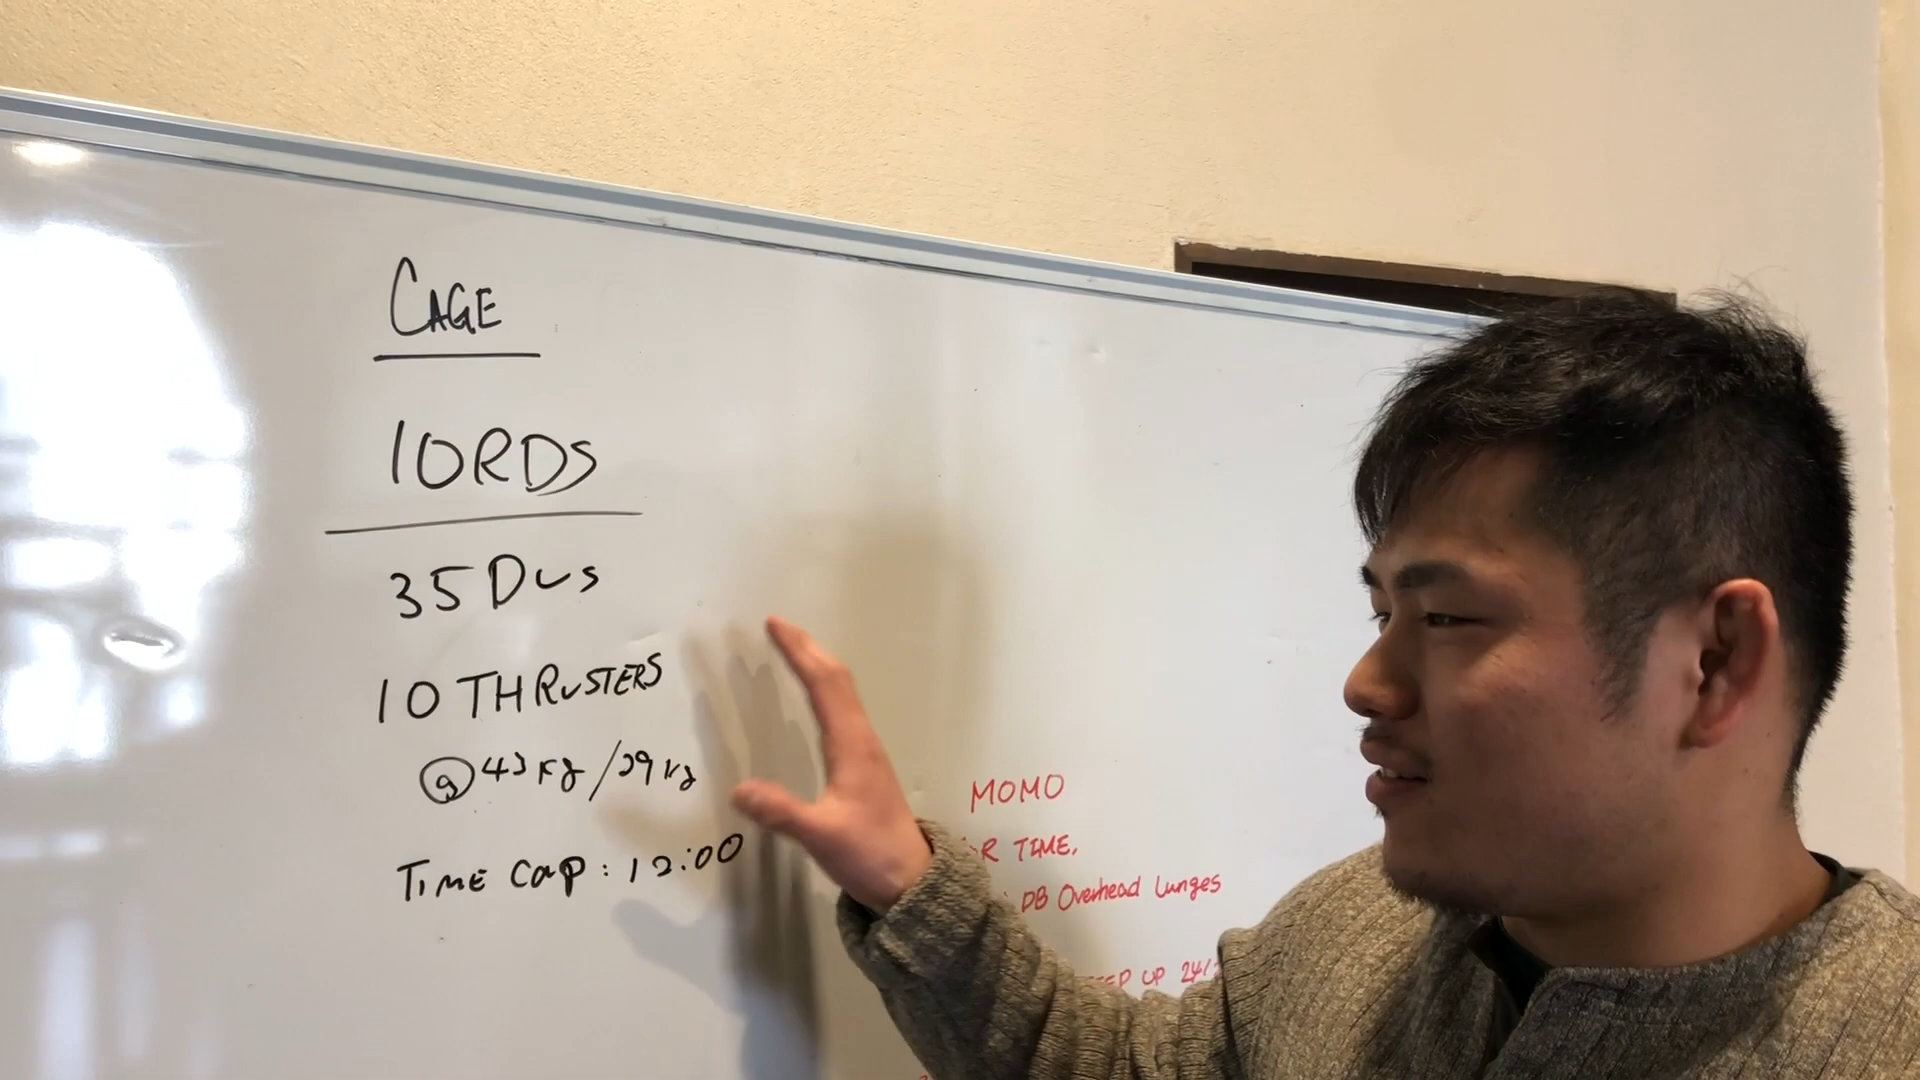 CAGE
10RDS
35 DUs
10 THRUSTERS
@ 43kg/29kg
TIME Cap: 12:00
MOMO
R TIME.
DB Overhead Lunges
EP UP 24/